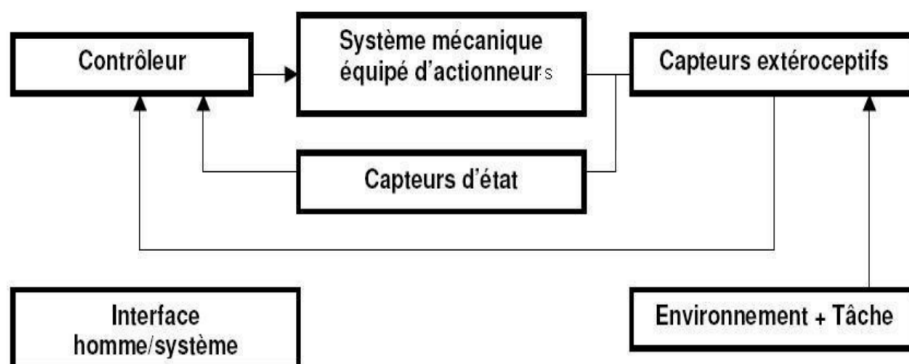 Contrôleur
Système mécanique
équipé d'actionneurs
Capteurs extéroceptifs
Capteurs d'état
Interface
homme/système
Environnement + Tâche